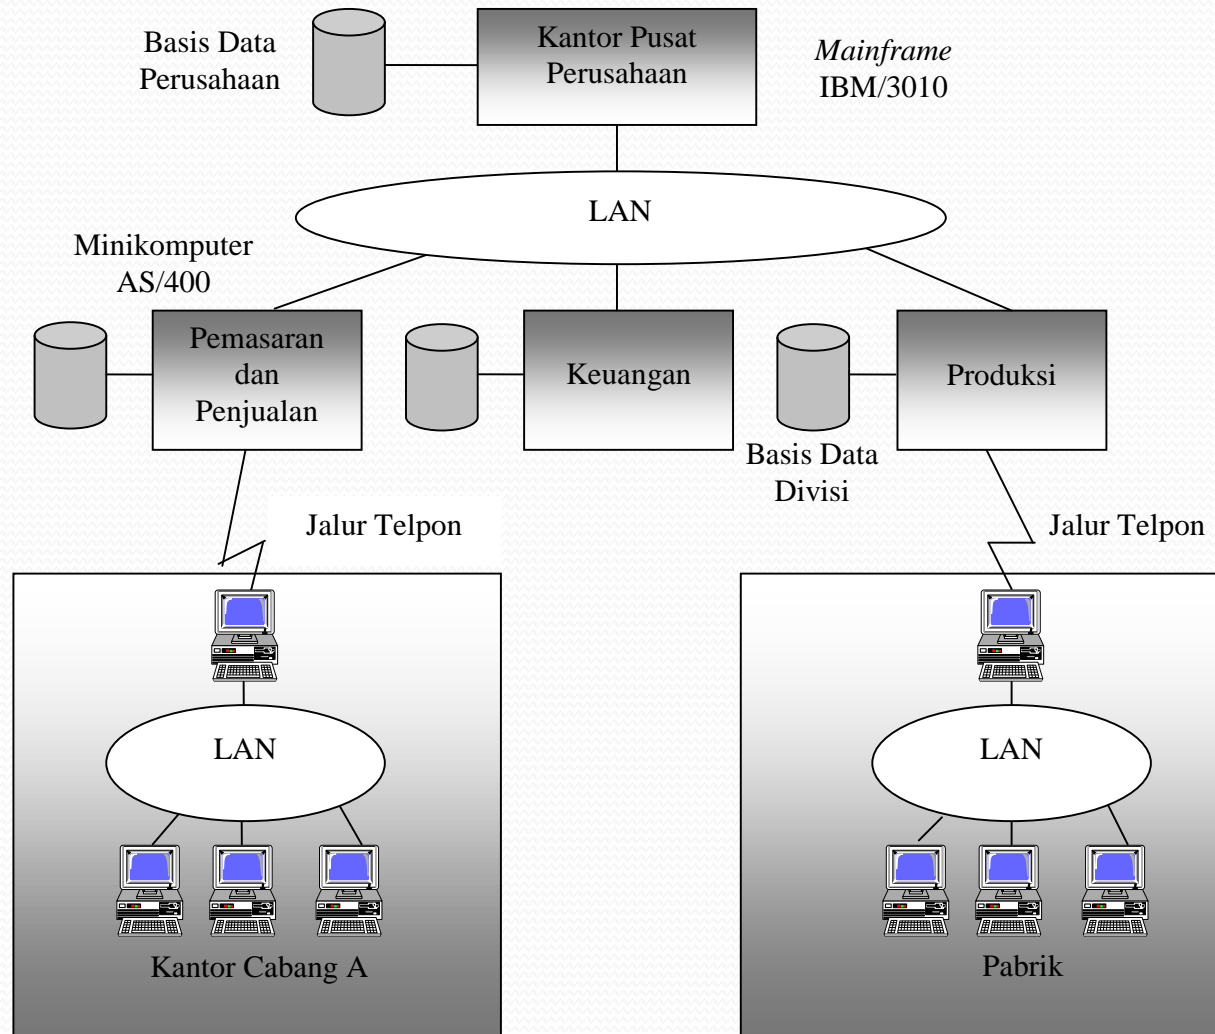 Basis Data
Perusahaan
Kantor Pusat
Perusahaan
Mainframe
IBM/3010
LAN
Minikomputer
AS/400
Pemasaran
dan
Penjualan
Keuangan
Produksi
Basis Data
Divisi
Jalur Telpon
Jalur Telpon
LAN
LAN
Kantor Cabang A
Pabrik